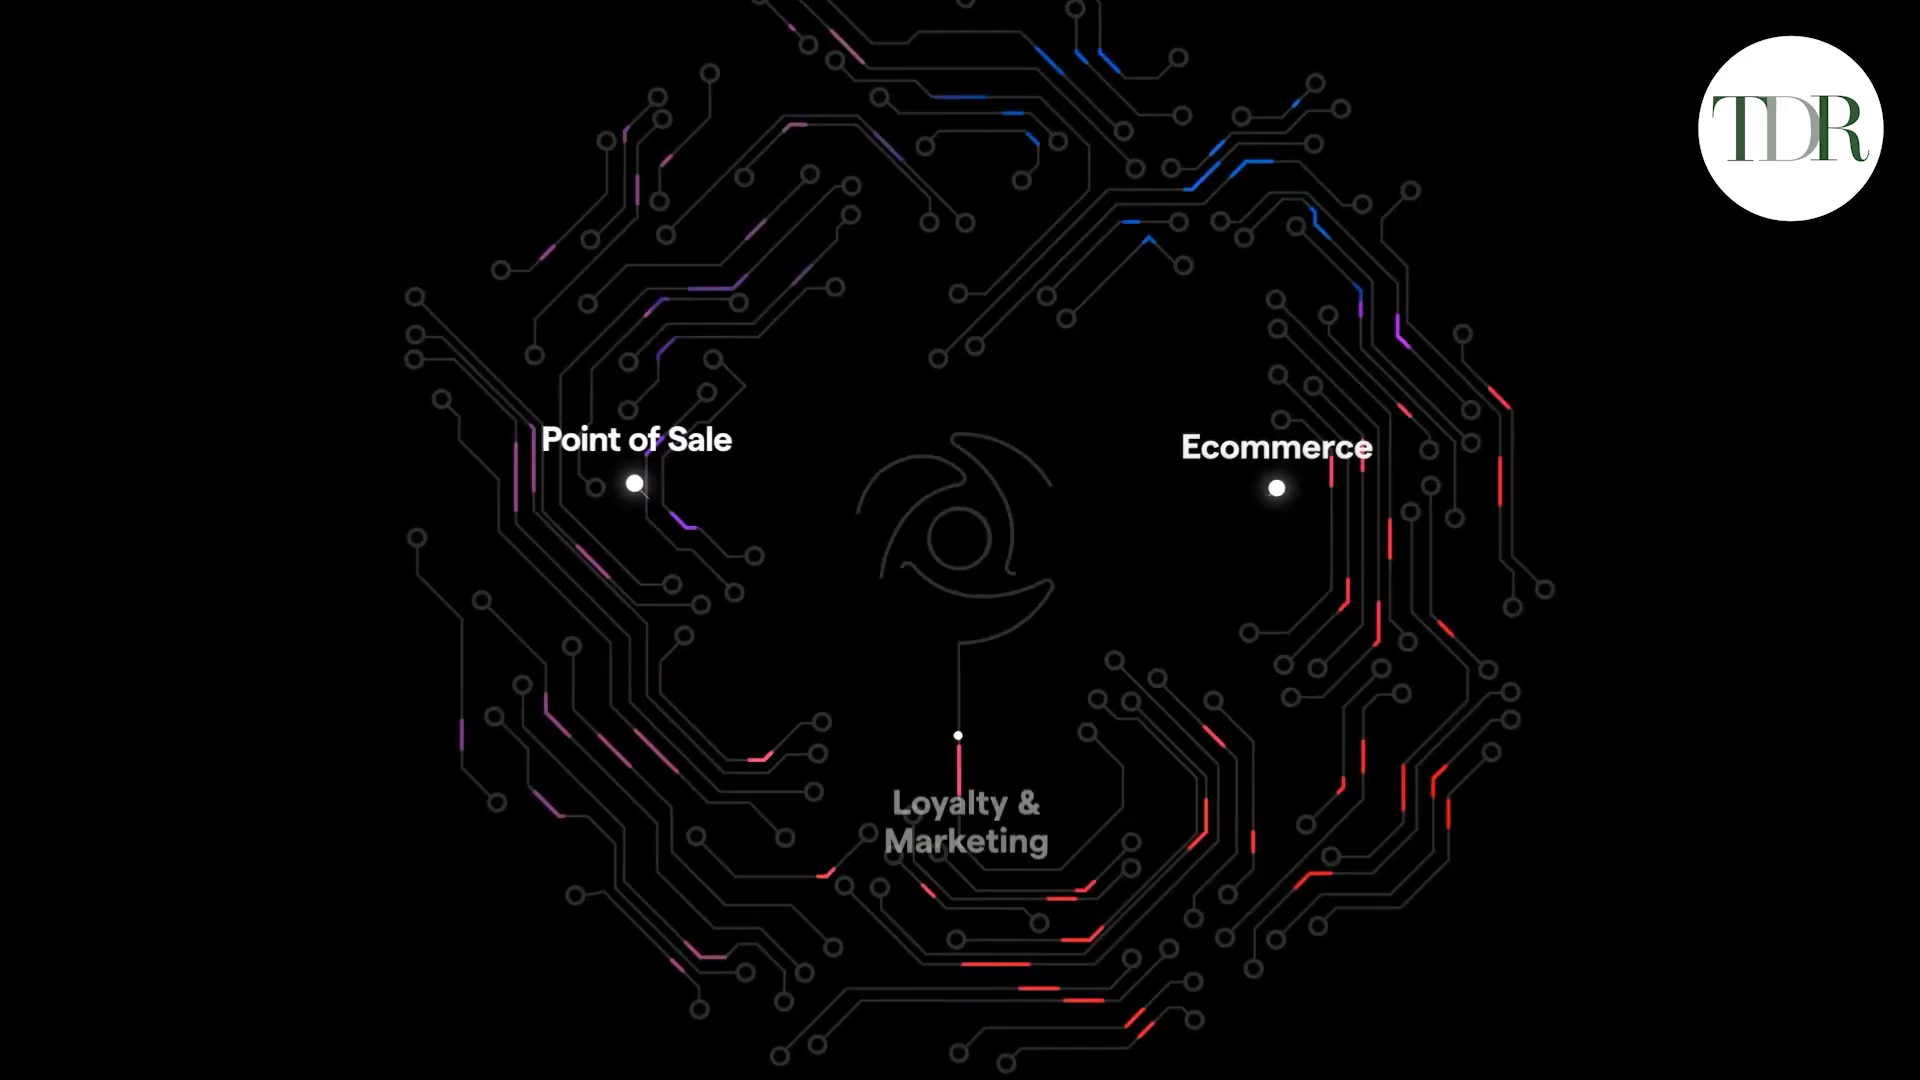 TDR
Point of Sale
Ecommerce
Loyalty &
Marketing